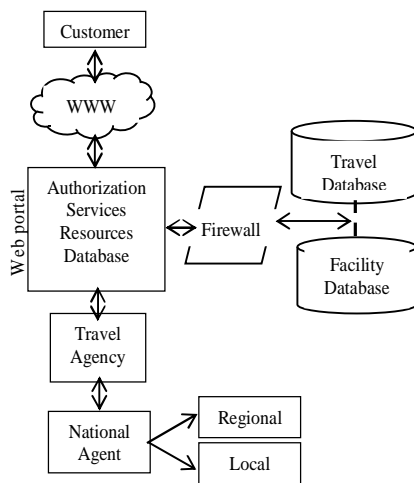 Customer
WWW
Web portal
Authorization
Services
Resources
Database
Firewall
Travel
Database
Facility
Database
Travel
Agency
National
Agent
Regional
Local